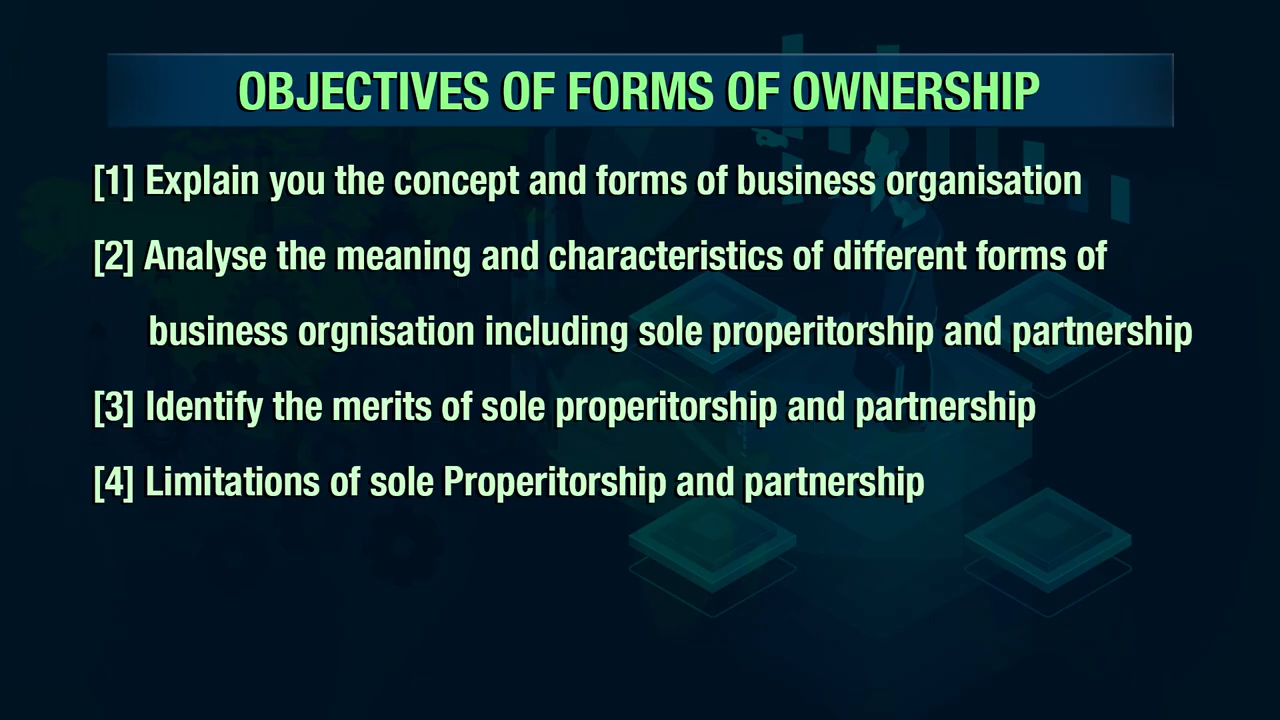 OBJECTIVES OF FORMS OF OWNERSHIP
[1] Explain you the concept and forms of business organisation
[2] Analyse the meaning and characteristics of different forms of
business orgnisation including sole properitorship and partnership
[3] Identify the merits of sole properitorship and partnership
[4] Limitations of sole Properitorship and partnership